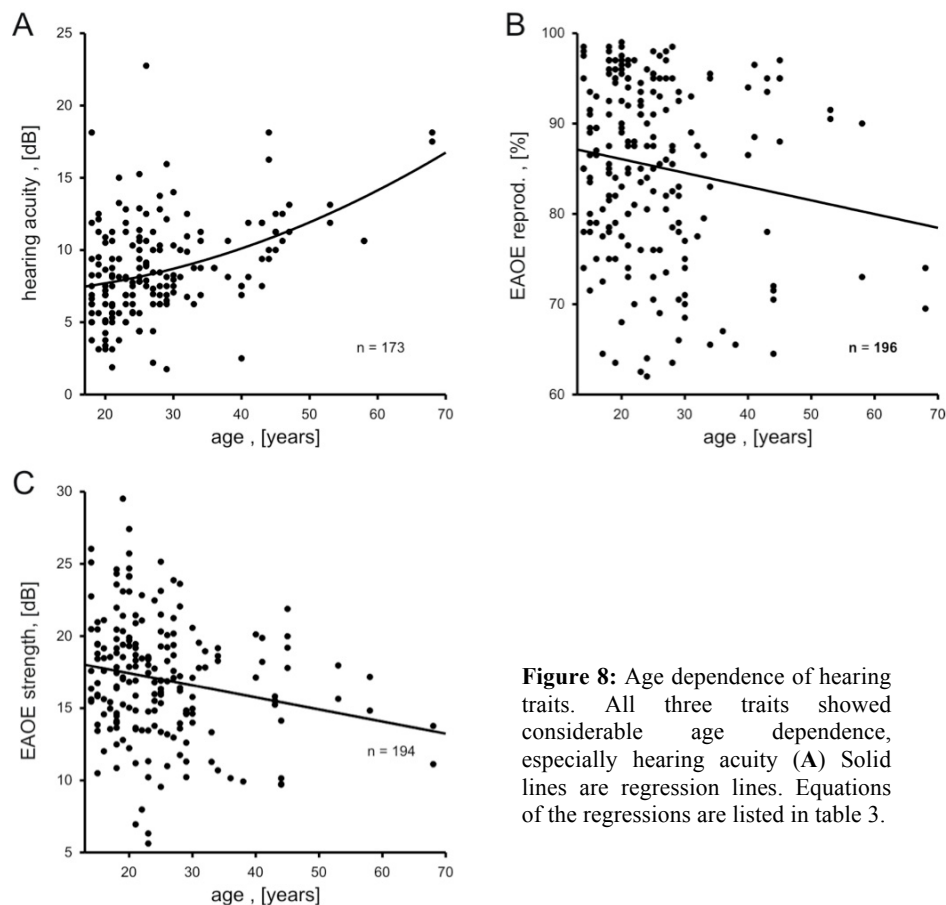 A
25
20
15
10
5
0
hearing acuity , [dB]
n = 173
20 30 40 50 60 70
age , [years]
B
100
90
80
70
60
EAOE reprod. , [%]
n = 196
20 30 40 50 60 70
age , [years]
C
30
25
20
15
10
5
EAOE strength, [dB]
n = 194
20 30 40 50 60 70
age , [years]
Figure 8: Age dependence of hearing
traits. All three traits showed
considerable age dependence,
especially hearing acuity (A) Solid
lines are regression lines. Equations
of the regressions are listed in table 3.